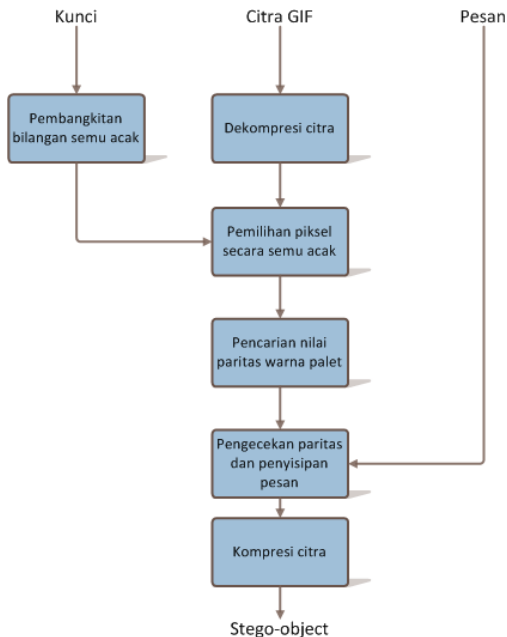 Kunci
Citra GIF
Pesan
Pembangkitan
bilangan semu acak
Dekompresi citra
Pemilihan piksel
secara semu acak
Pencarian nilai
paritas warna palet
Pengecekan paritas
dan penyisipan
pesan
Kompresi citra
Stego-object